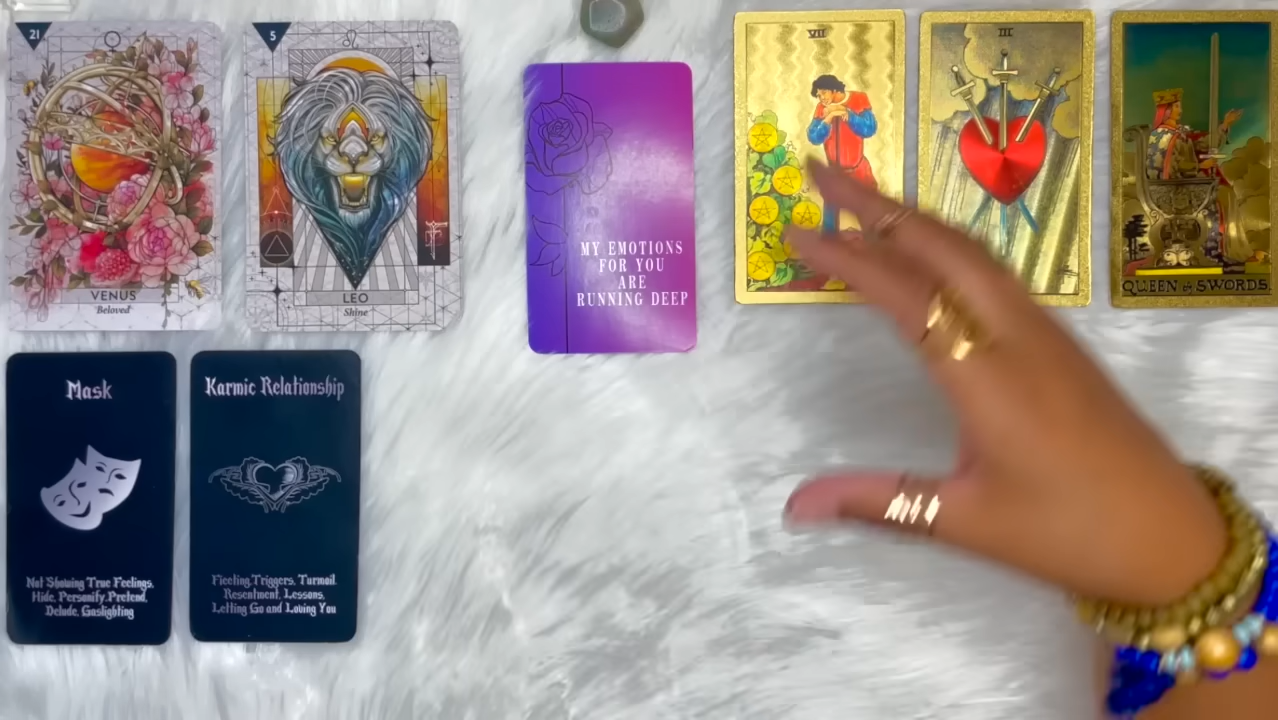 21
VENUS
Beloved
5
LEO
Shine
MY EMOTIONS
FOR YOU
ARE
RUNNING DEEP
VII
III
QUEEN of SWORDS.
Mask
Not Showing True Feelings,
Hide, Personify, Pretend,
Delude, Gaslighting
Karmic Relationship
Fleeting, Triggers, Turmoil,
Resentment, Lessons,
Letting Go and Loving You